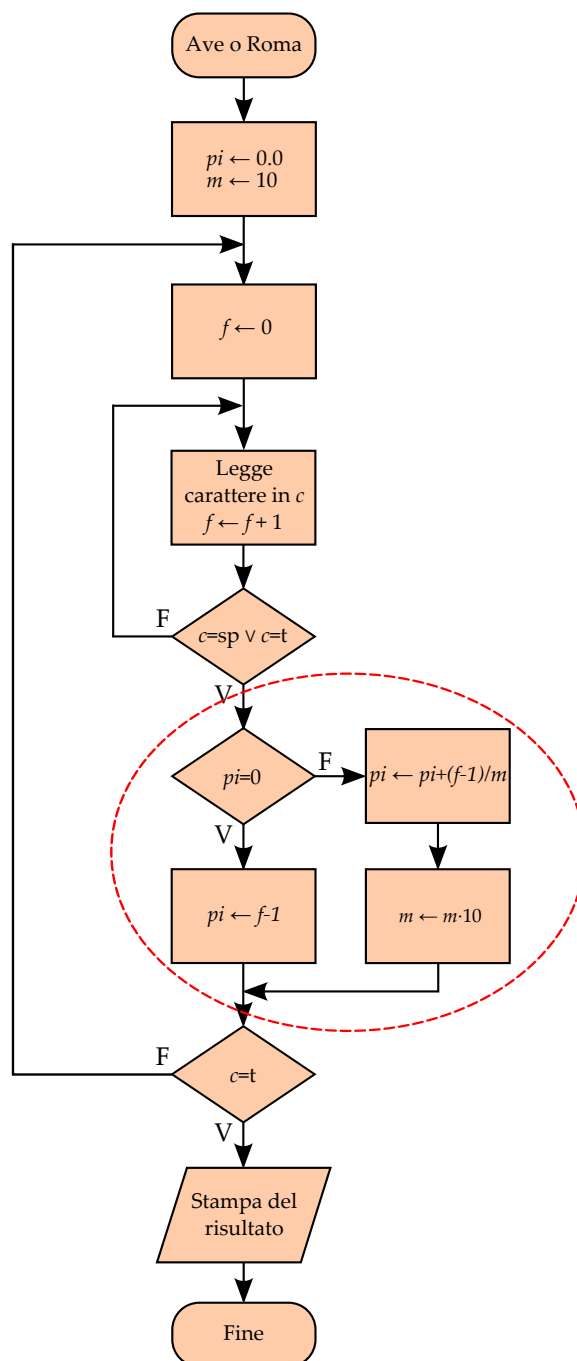 Ave o Roma
pi ← 0.0
m ← 10
f ← 0
Legge
carattere in c
f ← f + 1
F
c=sp ∨ c=t
V
pi=0
F
pi ← pi+(f-1)/m
V
pi ← f-1
m ← m·10
F
c=t
V
Stampa del
risultato
Fine